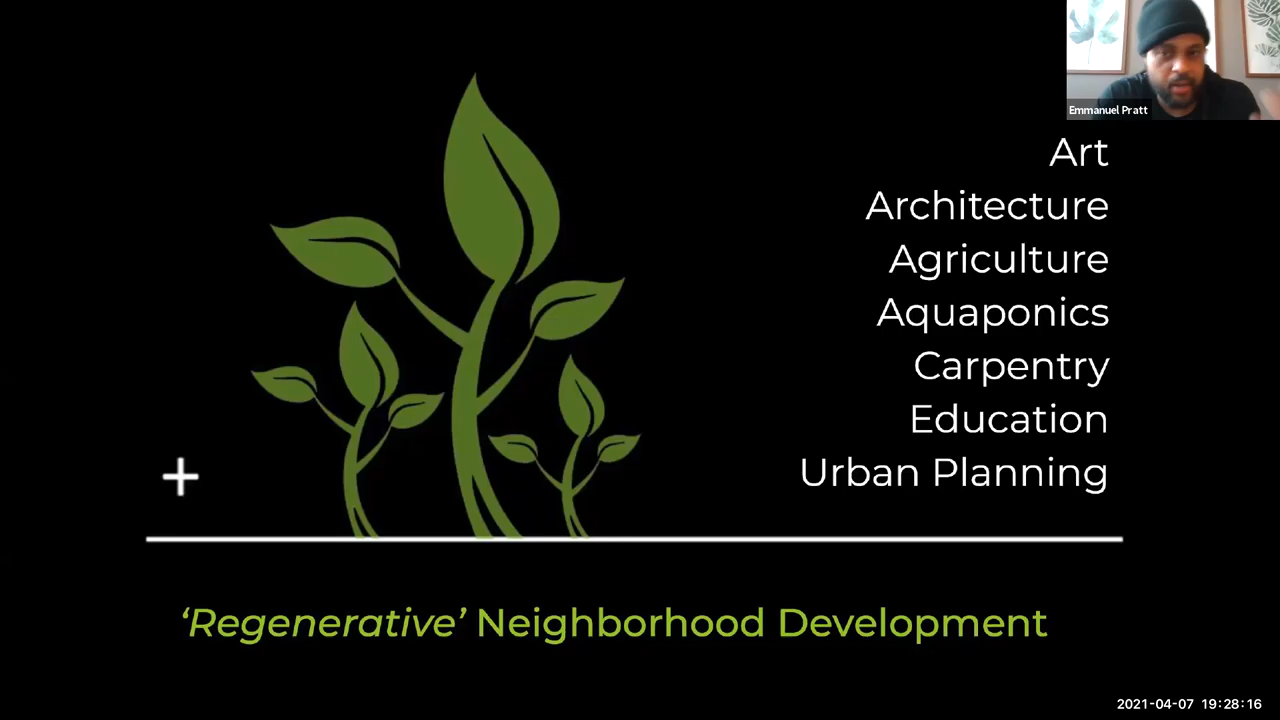 Emmanuel Pratt
Art
Architecture
Agriculture
Aquaponics
Carpentry
Education
Urban Planning
+
‘Regenerative’ Neighborhood Development
2021-04-07 19:28:16